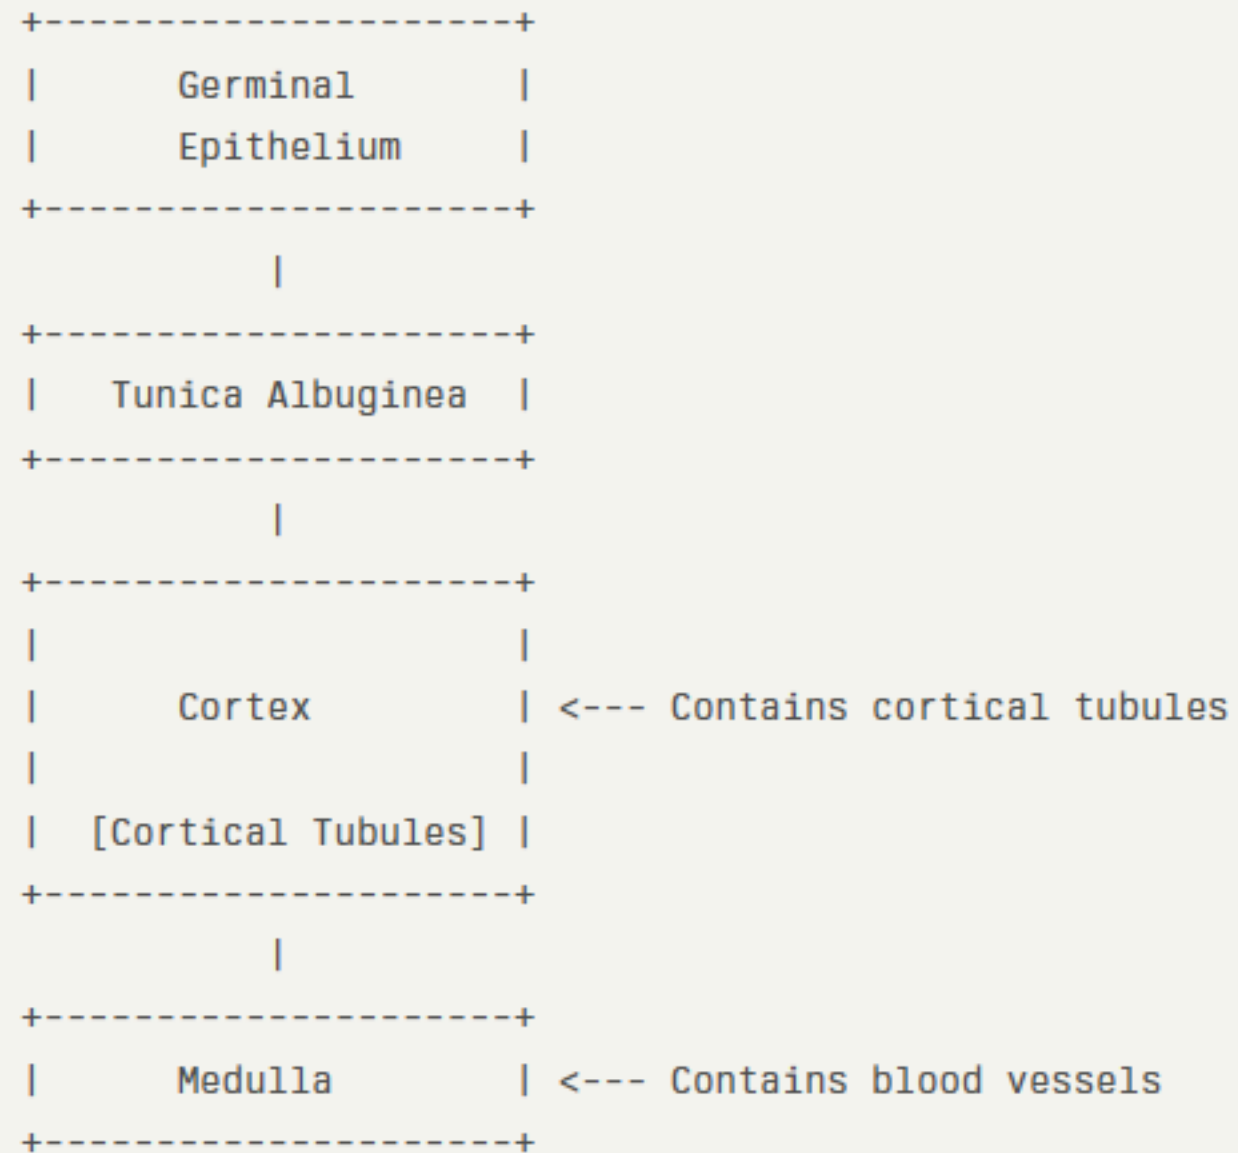 +---------------------+
|      Germinal       |
|      Epithelium     |
+---------------------+
           |
+---------------------+
|   Tunica Albuginea  |
+---------------------+
           |
+---------------------+
|                     |
|      Cortex         | <--- Contains cortical tubules
|                     |
|  [Cortical Tubules] |
+---------------------+
           |
+---------------------+
|      Medulla        | <--- Contains blood vessels
+---------------------+